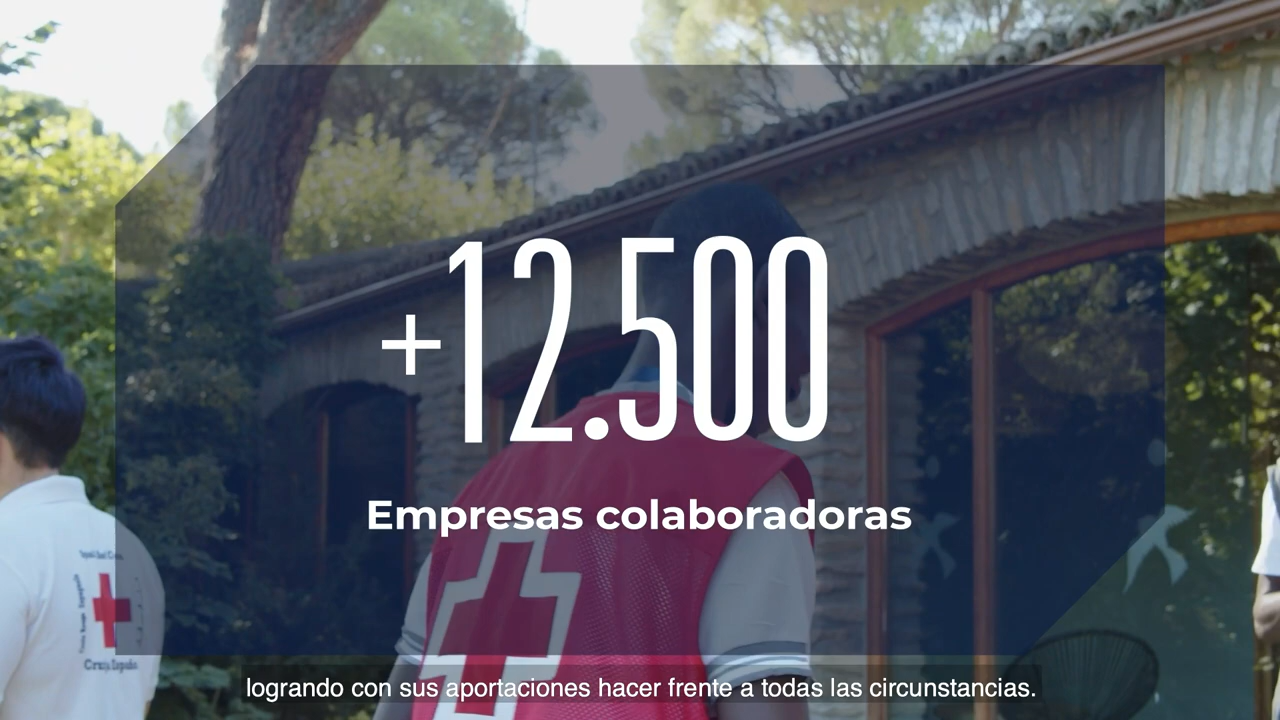 +12.500
Empresas colaboradoras
logrando con sus aportaciones hacer frente a todas las circunstancias.